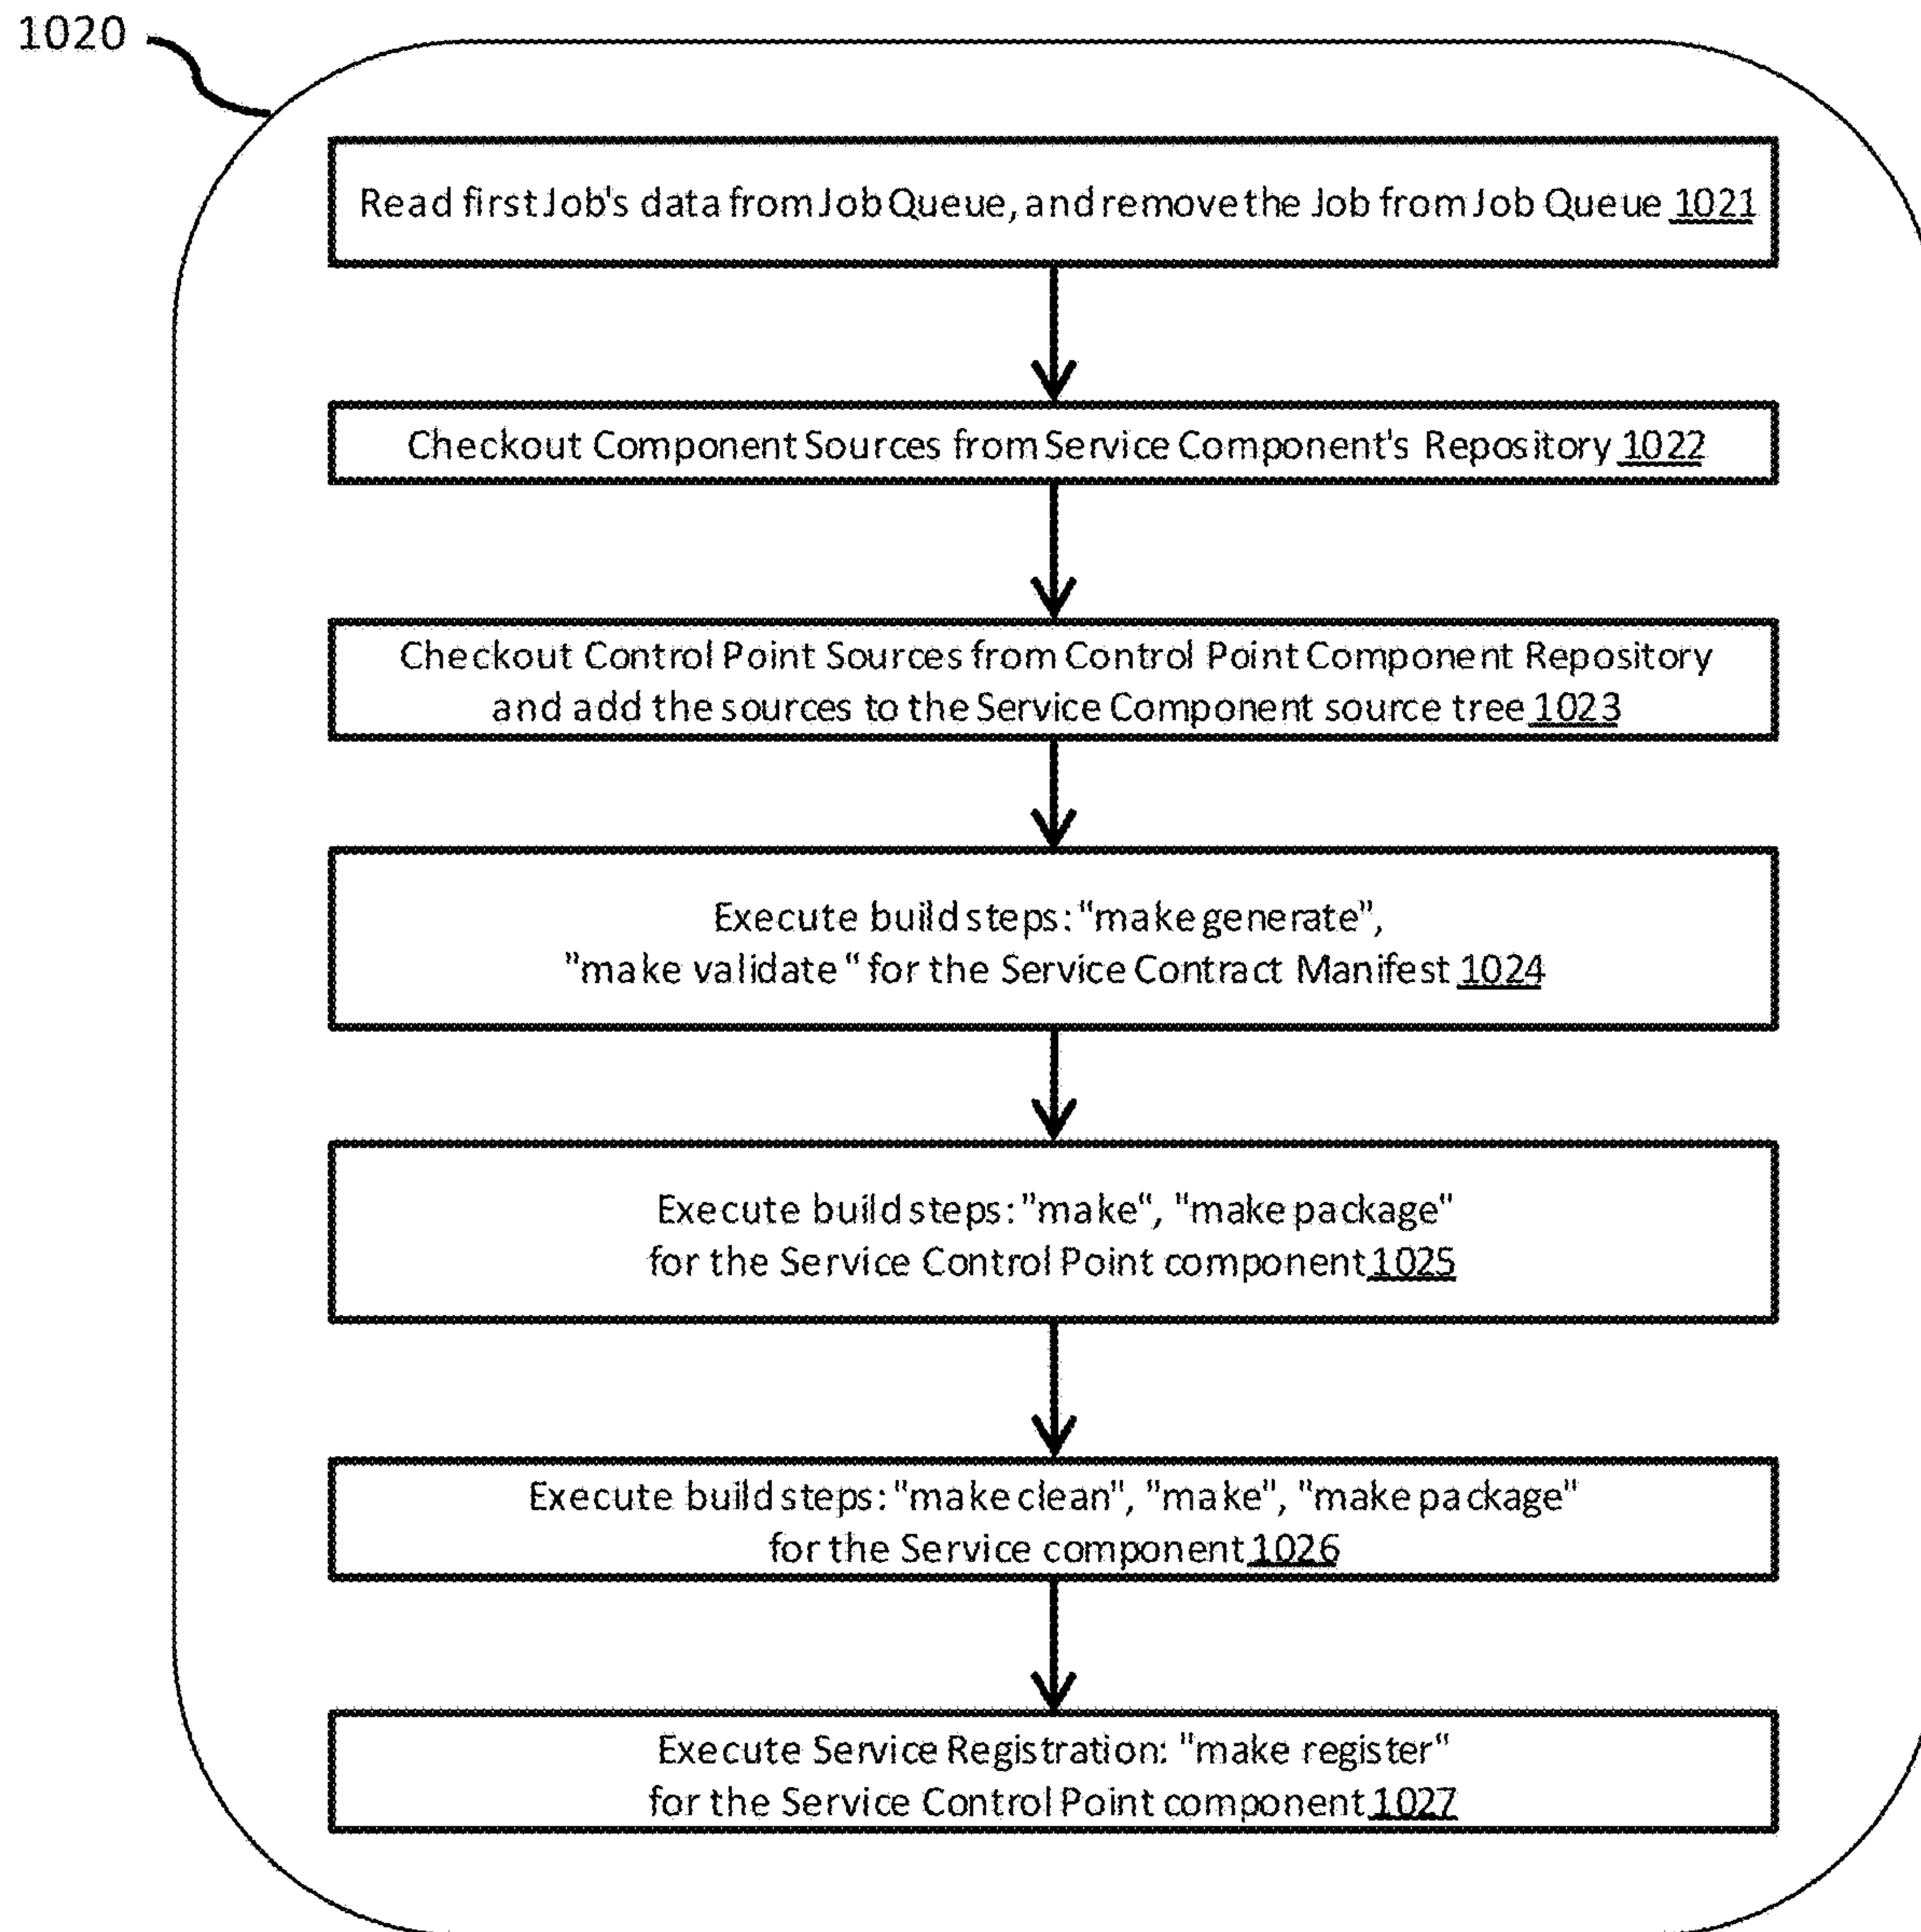 1020
Read first Job's data from Job Queue, and remove the Job from Job Queue 1021
Checkout Component Sources from Service Component's Repository 1022
Checkout Control Point Sources from Control Point Component Repository
and add the sources to the Service Component source tree 1023
Execute build steps: "make generate",
"make validate" for the Service Contract Manifest 1024
Execute build steps: "make", "make package"
for the Service Control Point component 1025
Execute build steps: "make clean", "make", "make package"
for the Service component 1026
Execute Service Registration: "make register"
for the Service Control Point component 1027